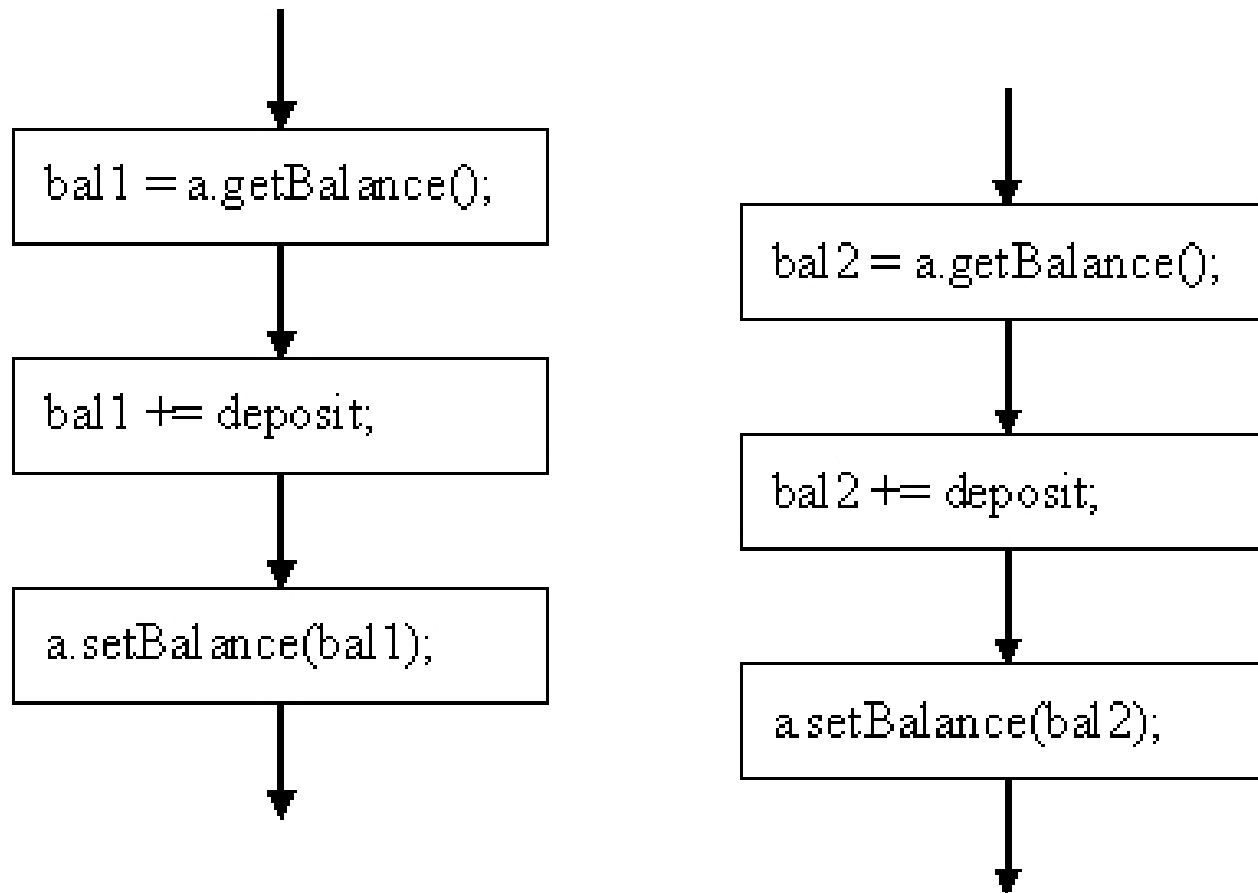 bal1 = a.getBalance();
bal1 += deposit;
a.setBalance(bal1);
bal2 = a.getBalance();
bal2 += deposit;
a.setBalance(bal2);